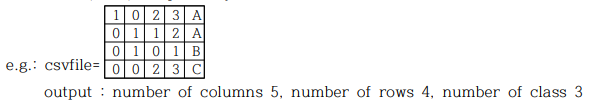 1 0 2 3 A
0 1 1 2 A
0 1 0 1 B
e.g.: csvfile= 0 0 2 3 C
output : number of columns 5, number of rows 4, number of class 3